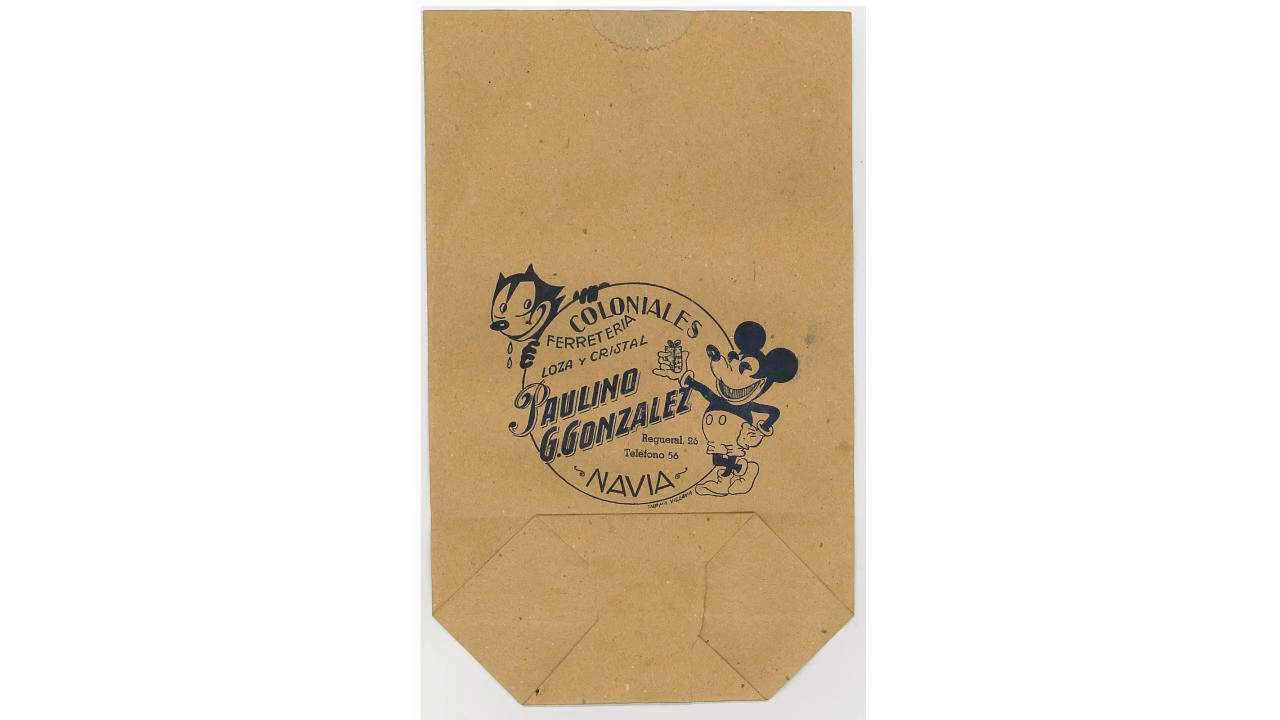 COLONIALES
FERRETERIA
LOZA Y CRISTAL
PAULINO
G. GONZALEZ
Regueral, 26
Teléfono 56
NAVIA